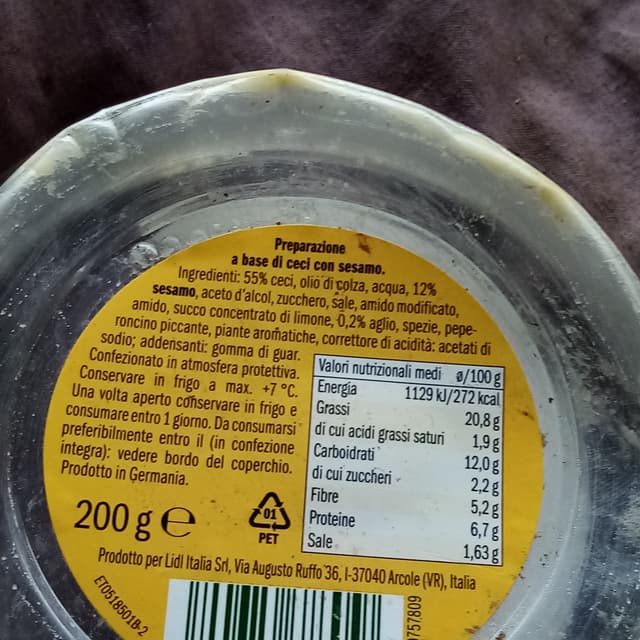 Preparazione
a base di ceci con sesamo.
Ingredienti: 55% ceci, olio di colza, acqua, 12%
sesamo, aceto d'alcol, zucchero, sale, amido modificato,
amido, succo concentrato di limone, 0,2% aglio, spezie, pepe-
roncino piccante, piante aromatiche, correttore di acidità: acetati di
sodio; addensanti: gomma di guar.
Confezionato in atmosfera protettiva.
Conservare in frigo a max. +7 °C.
Una volta aperto conservare in frigo e
consumare entro 1 giorno. Da consumarsi
preferibilmente entro il (in confezione
integra): vedere bordo del coperchio.
Prodotto in Germania.
Valori nutrizionali medi ø/100 g
Energia 1129 kJ/272 kcal
Grassi 20,8 g
di cui acidi grassi saturi 1,9 g
Carboidrati 12,0 g
di cui zuccheri 2,2 g
Fibre 5,2 g
Proteine 6,7 g
Sale 1,63 g
200 g ℮
01
PET
Prodotto per Lidl Italia Srl, Via Augusto Ruffo 36, I-37040 Arcole (VR), Italia
ET0518501B-2
757809